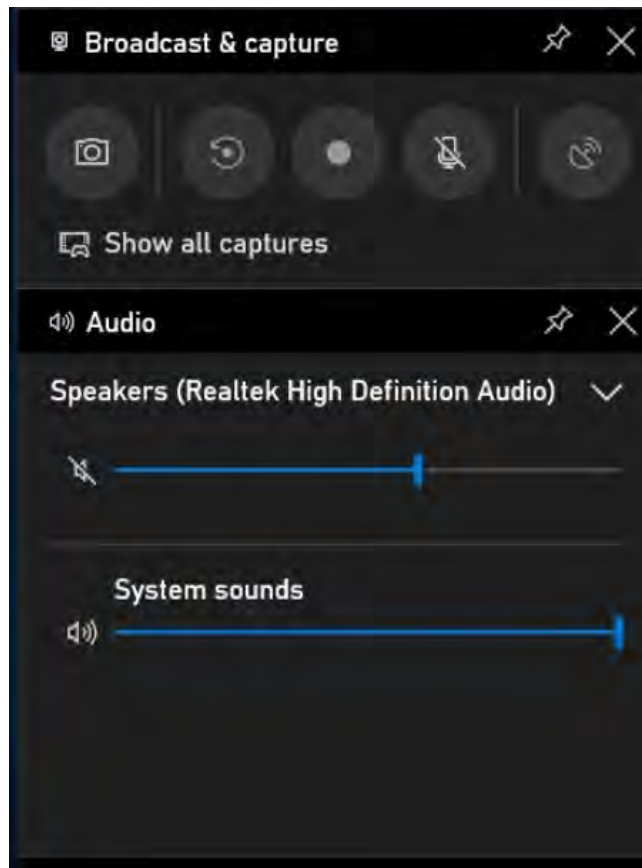 Broadcast & capture
Show all captures
Audio
Speakers (Realtek High Definition Audio)
System sounds